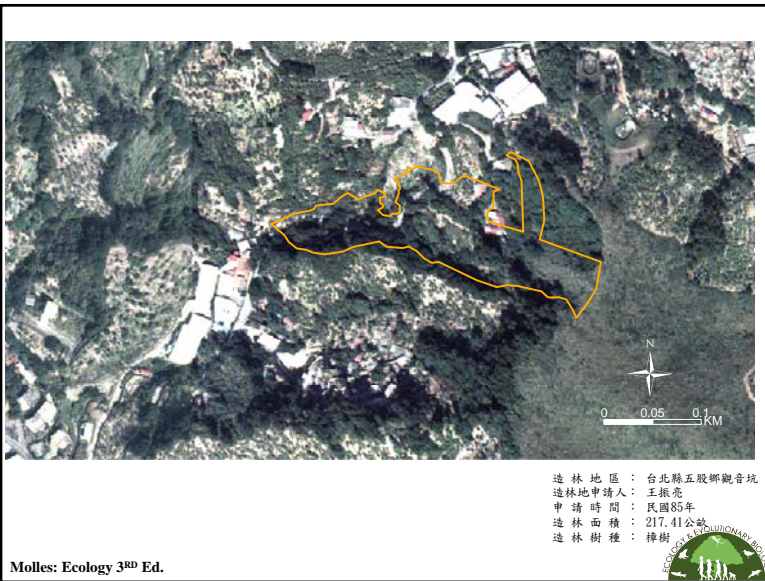 N
0 0.05 0.1
KM
造林地區：台北縣五股鄉觀音坑
造林地申請人：王振亮
申請時間：民國85年
造林面積：217.41公畝
造林樹種：樟樹
ECOLOGY & EVOLUTIONARY BIOLOGY
Molles: Ecology 3RD Ed.